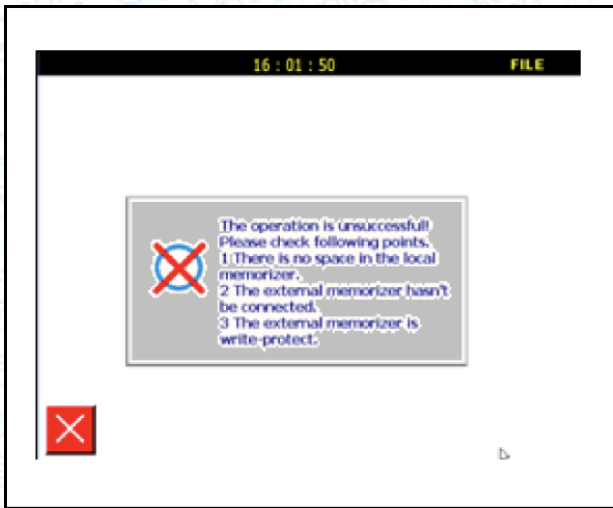 16 : 01 : 50 FILE
The operation is unsuccessful!
Please check following points.
1 There is no space in the local
memorizer.
2 The external memorizer hasn't
be connected.
3 The external memorizer is
write-protect.